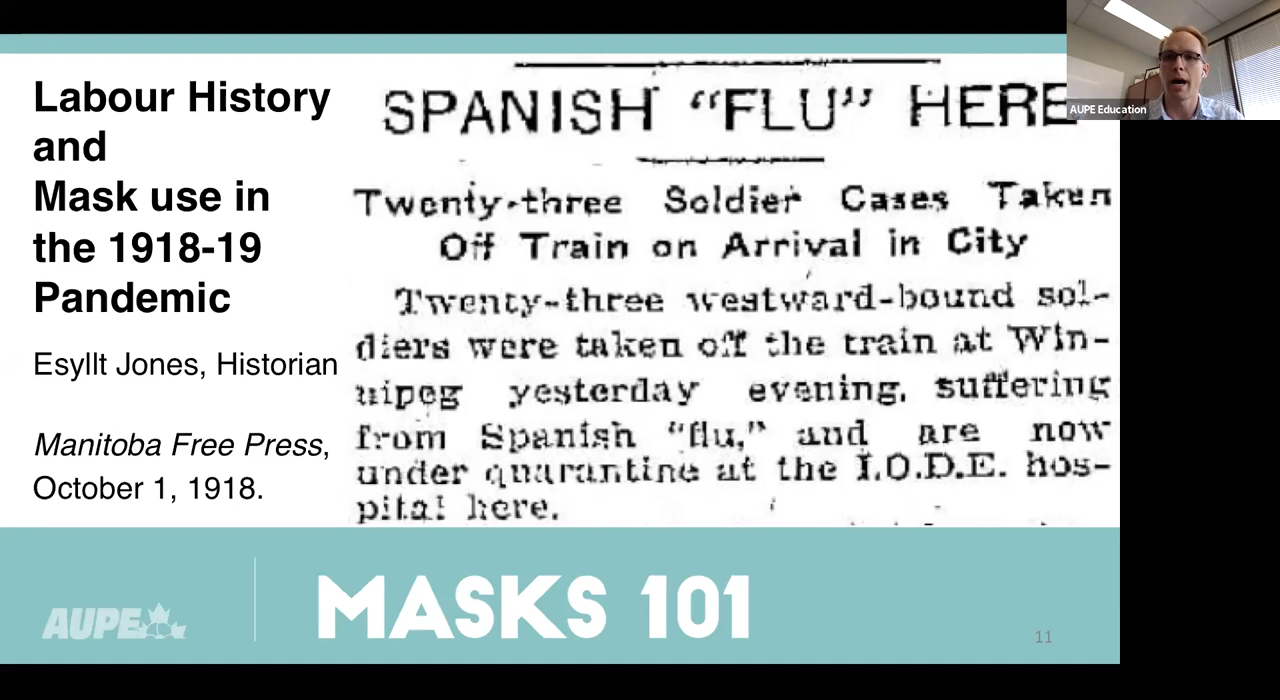 Labour History
and
Mask use in
the 1918-19
Pandemic
Esyllt Jones, Historian
Manitoba Free Press,
October 1, 1918.
SPANISH “FLU” HERE
Twenty-three Soldier Cases Taken
Off Train on Arrival in City
Twenty-three westward-bound sol-
diers were taken off the train at Win-
nipeg yesterday evening, suffering
from Spanish “flu,” and are now
under quarantine at the I.O.D.E. hos-
pital here.
AUPE Education
AUPE
MASKS 101
11